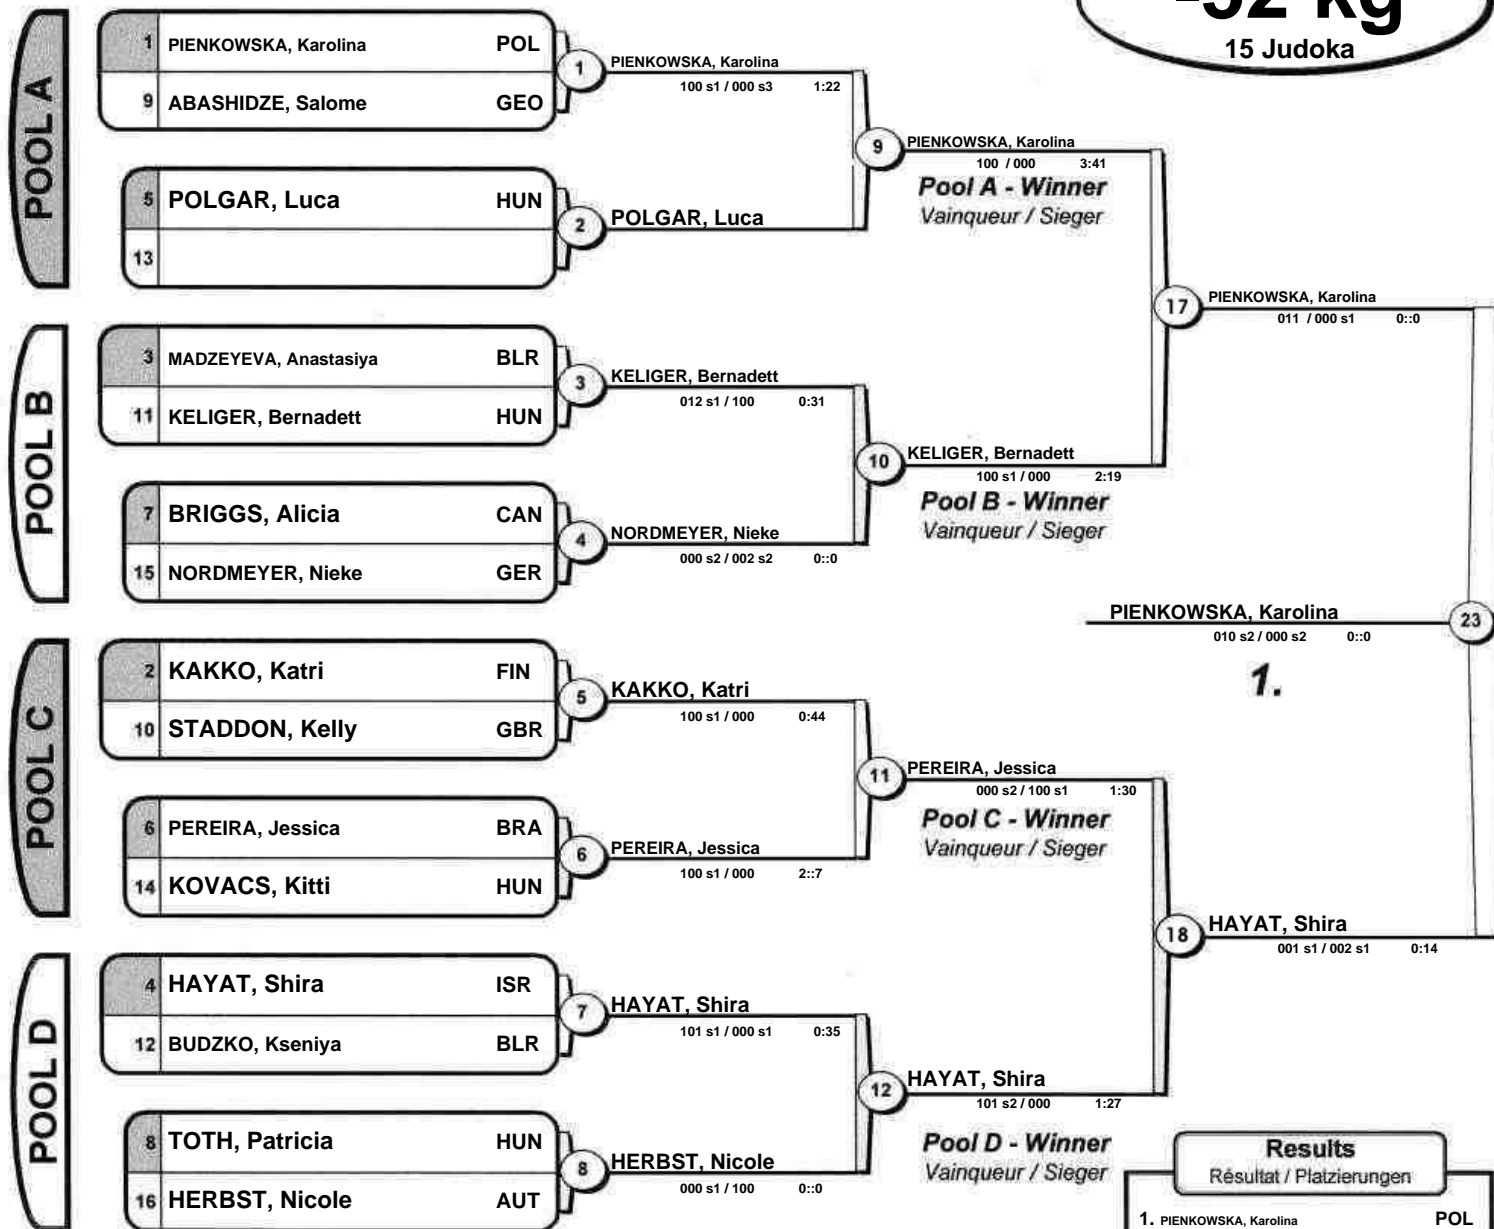 -52 kg
15 Judoka
POOL A
1 PIENKOWSKA, Karolina POL
9 ABASHIDZE, Salome GEO
1
PIENKOWSKA, Karolina
100 s1 / 000 s3 1:22
5 POLGAR, Luca HUN
13
2
POLGAR, Luca
9
PIENKOWSKA, Karolina
100 / 000 3:41
Pool A - Winner
Vainqueur / Sieger
POOL B
3 MADZEYEVA, Anastasiya BLR
11 KELIGER, Bernadett HUN
3
KELIGER, Bernadett
012 s1 / 100 0:31
7 BRIGGS, Alicia CAN
15 NORDMEYER, Nieke GER
4
NORDMEYER, Nieke
000 s2 / 002 s2 0::0
10
KELIGER, Bernadett
100 s1 / 000 2:19
Pool B - Winner
Vainqueur / Sieger
17
PIENKOWSKA, Karolina
011 / 000 s1 0::0
PIENKOWSKA, Karolina
010 s2 / 000 s2 0::0
23
1.
POOL C
2 KAKKO, Katri FIN
10 STADDON, Kelly GBR
5
KAKKO, Katri
100 s1 / 000 0:44
6 PEREIRA, Jessica BRA
14 KOVACS, Kitti HUN
6
PEREIRA, Jessica
100 s1 / 000 2::7
11
PEREIRA, Jessica
000 s2 / 100 s1 1:30
Pool C - Winner
Vainqueur / Sieger
18
HAYAT, Shira
001 s1 / 002 s1 0:14
POOL D
4 HAYAT, Shira ISR
12 BUDZKO, Kseniya BLR
7
HAYAT, Shira
101 s1 / 000 s1 0:35
8 TOTH, Patricia HUN
16 HERBST, Nicole AUT
8
HERBST, Nicole
000 s1 / 100 0::0
12
HAYAT, Shira
101 s2 / 000 1:27
Pool D - Winner
Vainqueur / Sieger
Results
Résultat / Platzierungen
1. PIENKOWSKA, Karolina POL